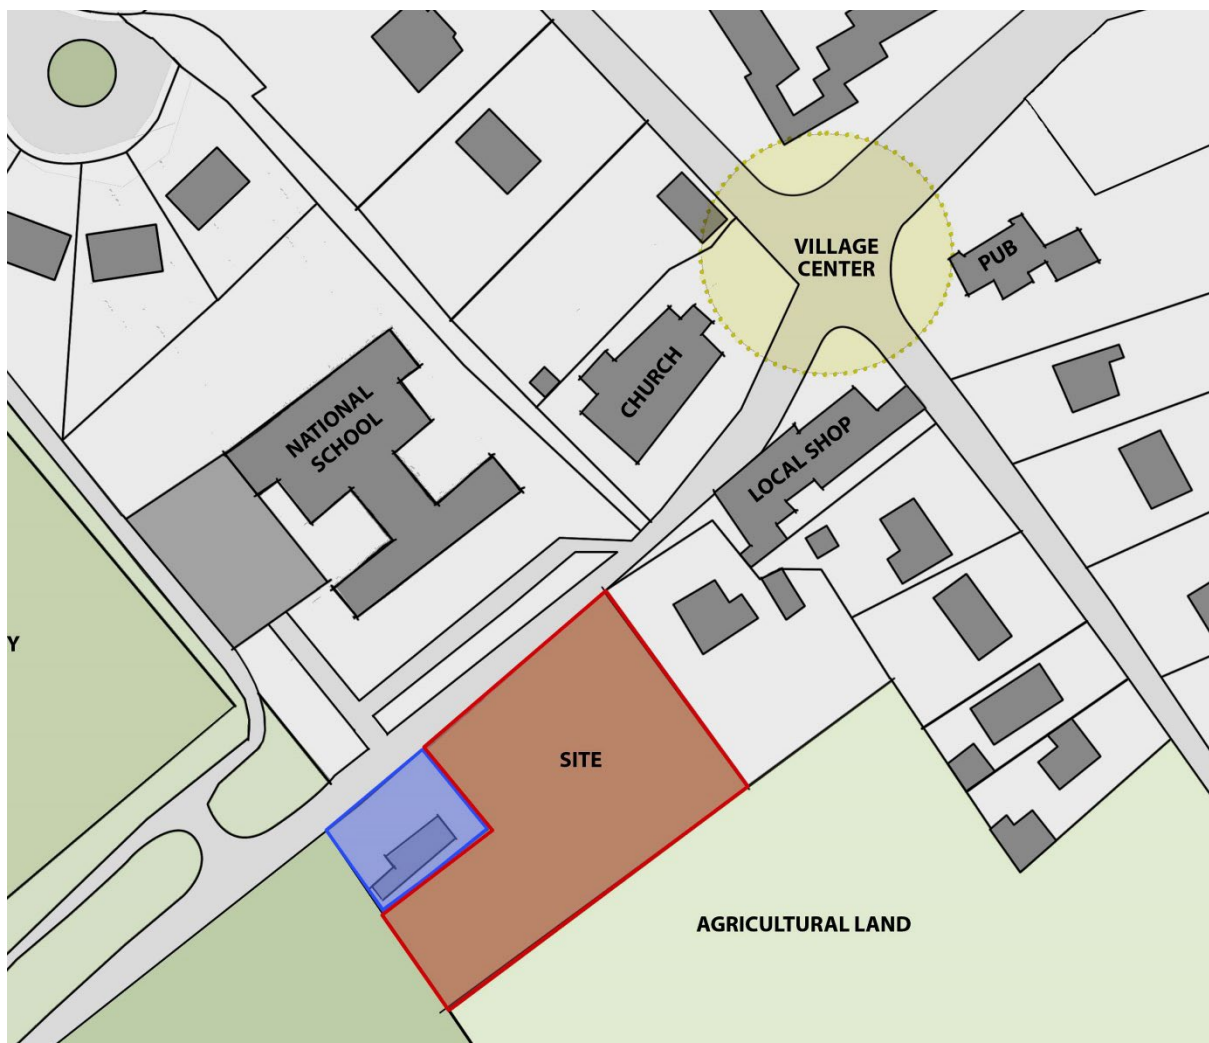 VILLAGE
CENTER
PUB
CHURCH
NATIONAL
SCHOOL
LOCAL SHOP
Y
SITE
AGRICULTURAL LAND